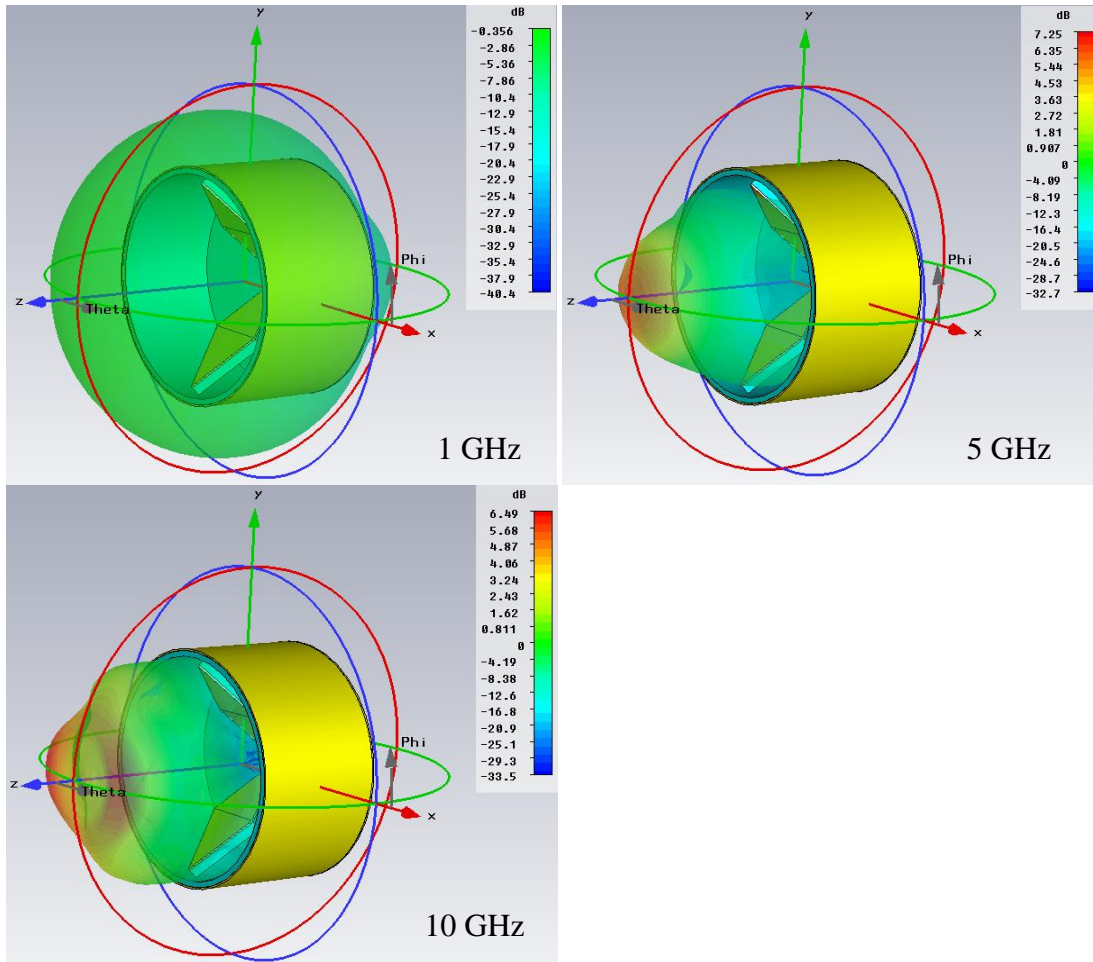 y
dB
-0.356
-2.86
-5.36
-7.86
-10.4
-12.9
-15.4
-17.9
-20.4
-22.9
-25.4
-27.9
-30.4
-32.9
-35.4
-37.9
-40.4
Phi
z
Theta
x
1 GHz
y
dB
7.25
6.35
5.44
4.53
3.63
2.72
1.81
0.907
0
-4.09
-8.19
-12.3
-16.4
-20.5
-24.6
-28.7
-32.7
Phi
z
Theta
x
5 GHz
y
dB
6.49
5.68
4.87
4.06
3.24
2.43
1.62
0.811
0
-4.19
-8.38
-12.6
-16.8
-20.9
-25.1
-29.3
-33.5
Phi
z
Theta
x
10 GHz